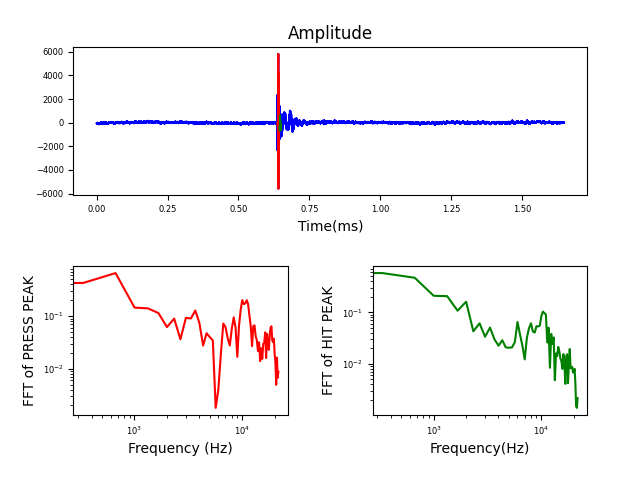 Amplitude
6000
4000
2000
0
−2000
−4000
−6000
0.00 0.25 0.50 0.75 1.00 1.25 1.50
Time(ms)
FFT of PRESS PEAK
10⁻¹
10⁻²
10³ 10⁴
Frequency (Hz)
FFT of HIT PEAK
10⁻¹
10⁻²
10³ 10⁴
Frequency(Hz)